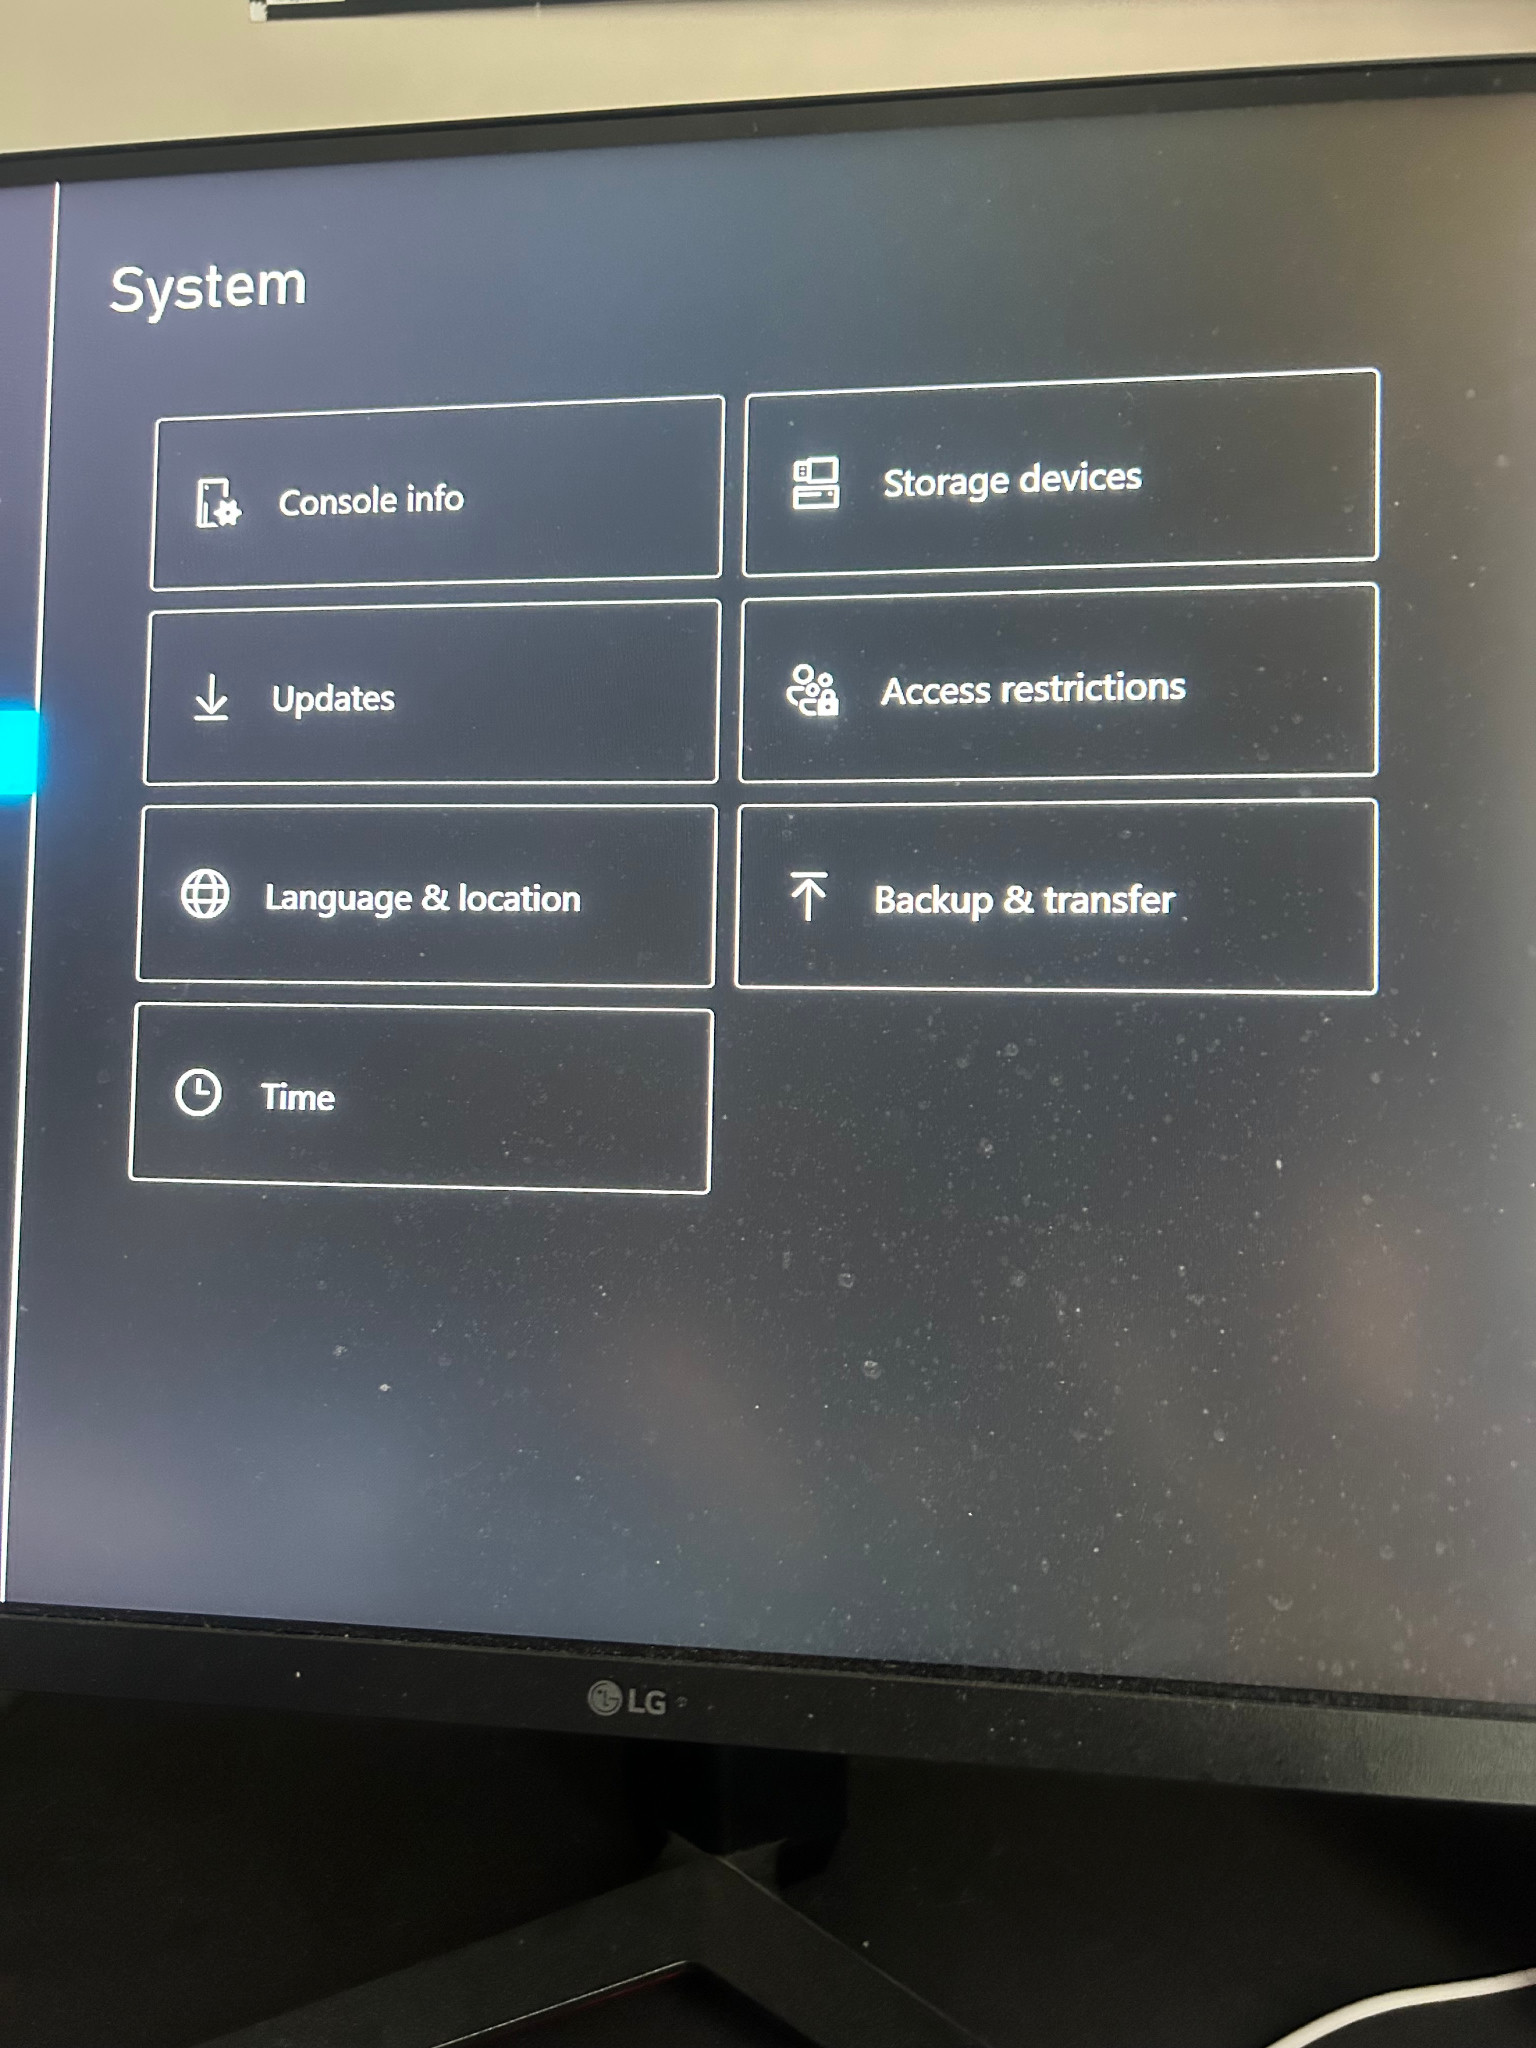 System
Console info
Storage devices
Updates
Access restrictions
Language & location
Backup & transfer
Time
LG